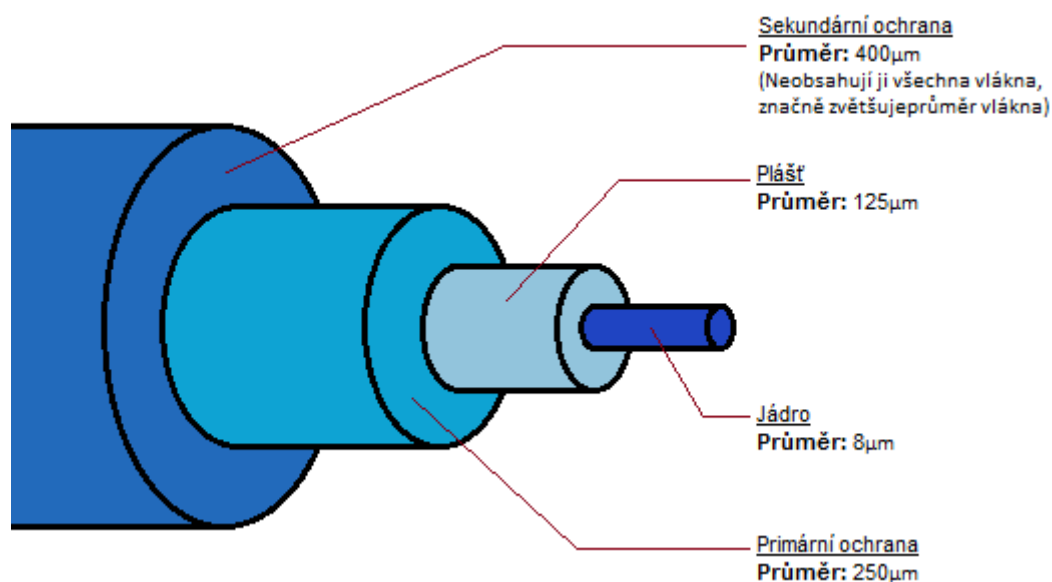 Sekundární ochrana
Průměr: 400µm
(Neobsahují ji všechna vlákna,
značně zvětšujeprůměr vlákna)
Plášť
Průměr: 125µm
Jádro
Průměr: 8µm
Primární ochrana
Průměr: 250µm